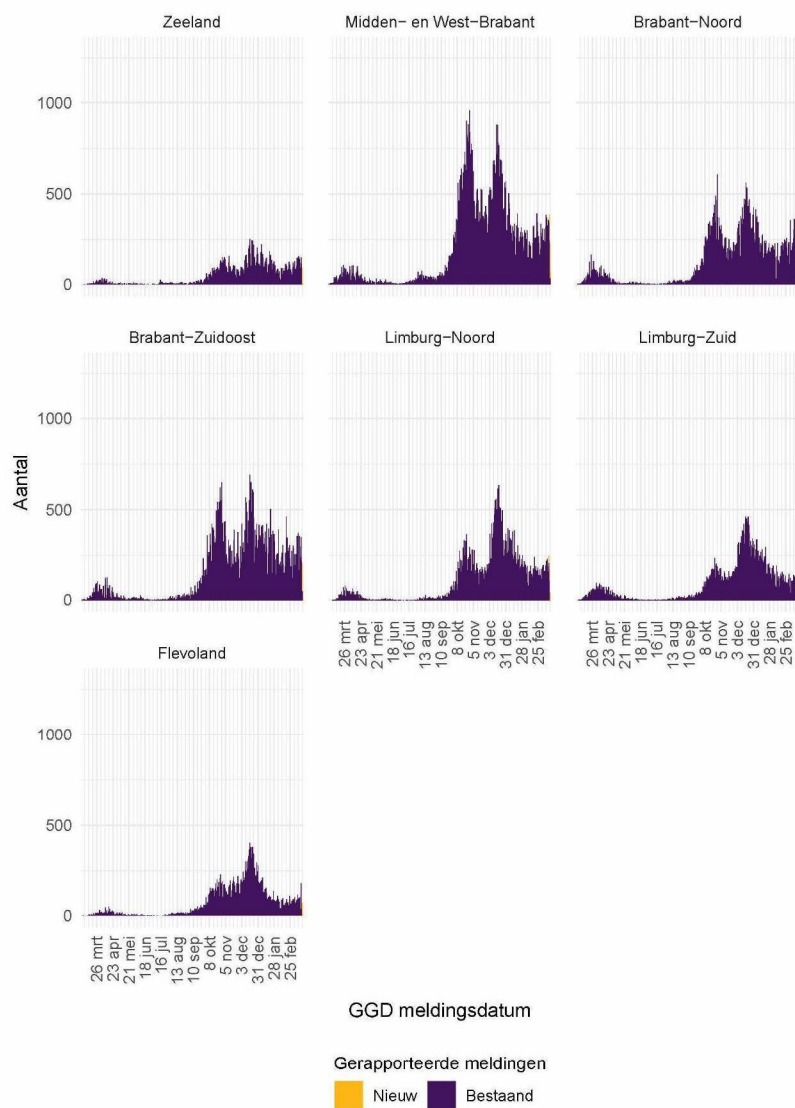 Zeeland
Midden- en West-Brabant
Brabant-Noord
1000
500
0
Brabant-Zuidoost
Limburg-Noord
Limburg-Zuid
1000
500
0
Aantal
26 mrt
23 apr
21 mei
18 jun
16 jul
13 aug
10 sep
8 okt
5 nov
3 dec
31 dec
28 jan
25 feb
26 mrt
23 apr
21 mei
18 jun
16 jul
13 aug
10 sep
8 okt
5 nov
3 dec
31 dec
28 jan
25 feb
Flevoland
1000
500
0
26 mrt
23 apr
21 mei
18 jun
16 jul
13 aug
10 sep
8 okt
5 nov
3 dec
31 dec
28 jan
25 feb
GGD meldingsdatum
Gerapporteerde meldingen
Nieuw Bestaand